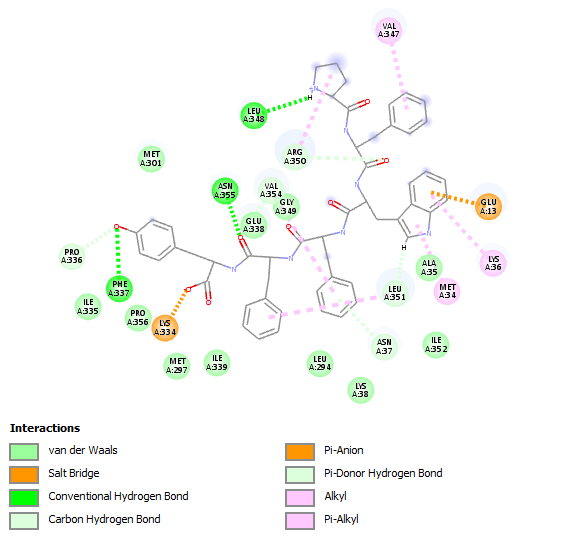 VAL
A:347
N
H
O
LEU
A:348
N
ARG
A:350
O
MET
A:301
ASN
A:355
VAL
A:354
GLY
A:349
N
O
GLU
A:13
O
GLU
A:338
O
O
N
N
O
PRO
A:336
H
LYS
A:36
N
N
ALA
A:35
O
O
PHE
A:337
LEU
A:351
MET
A:34
ILE
A:335
PRO
A:356
LYS
A:334
ASN
A:37
ILE
A:352
MET
A:297
ILE
A:339
LEU
A:294
LYS
A:38
Interactions
van der Waals
Salt Bridge
Conventional Hydrogen Bond
Carbon Hydrogen Bond
Pi-Anion
Pi-Donor Hydrogen Bond
Alkyl
Pi-Alkyl